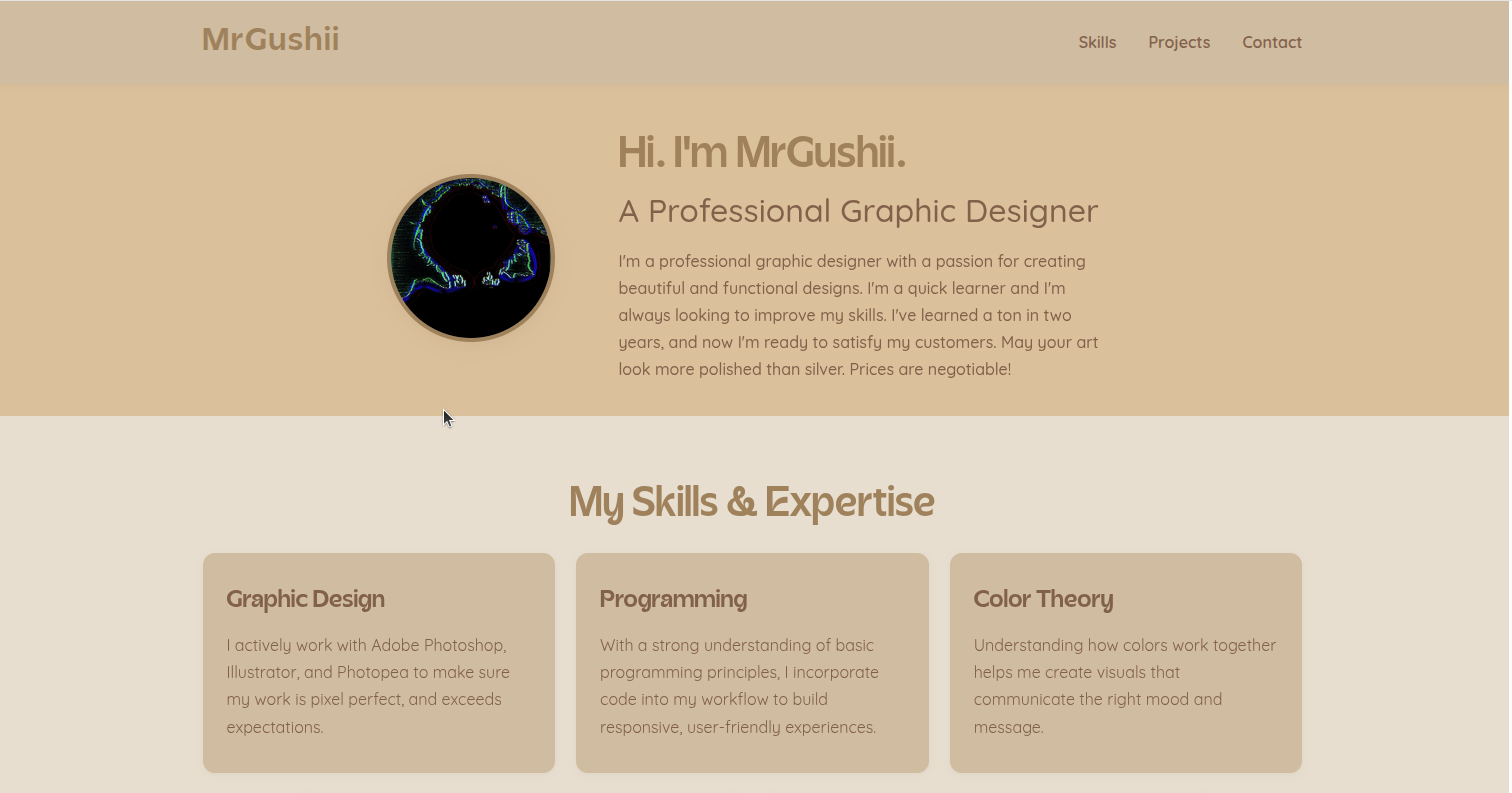 MrGushii
Skills Projects Contact
Hi. I'm MrGushii.
A Professional Graphic Designer
I'm a professional graphic designer with a passion for creating
beautiful and functional designs. I'm a quick learner and I'm
always looking to improve my skills. I've learned a ton in two
years, and now I'm ready to satisfy my customers. May your art
look more polished than silver. Prices are negotiable!
My Skills & Expertise
Graphic Design
I actively work with Adobe Photoshop,
Illustrator, and Photopea to make sure
my work is pixel perfect, and exceeds
expectations.
Programming
With a strong understanding of basic
programming principles, I incorporate
code into my workflow to build
responsive, user-friendly experiences.
Color Theory
Understanding how colors work together
helps me create visuals that
communicate the right mood and
message.